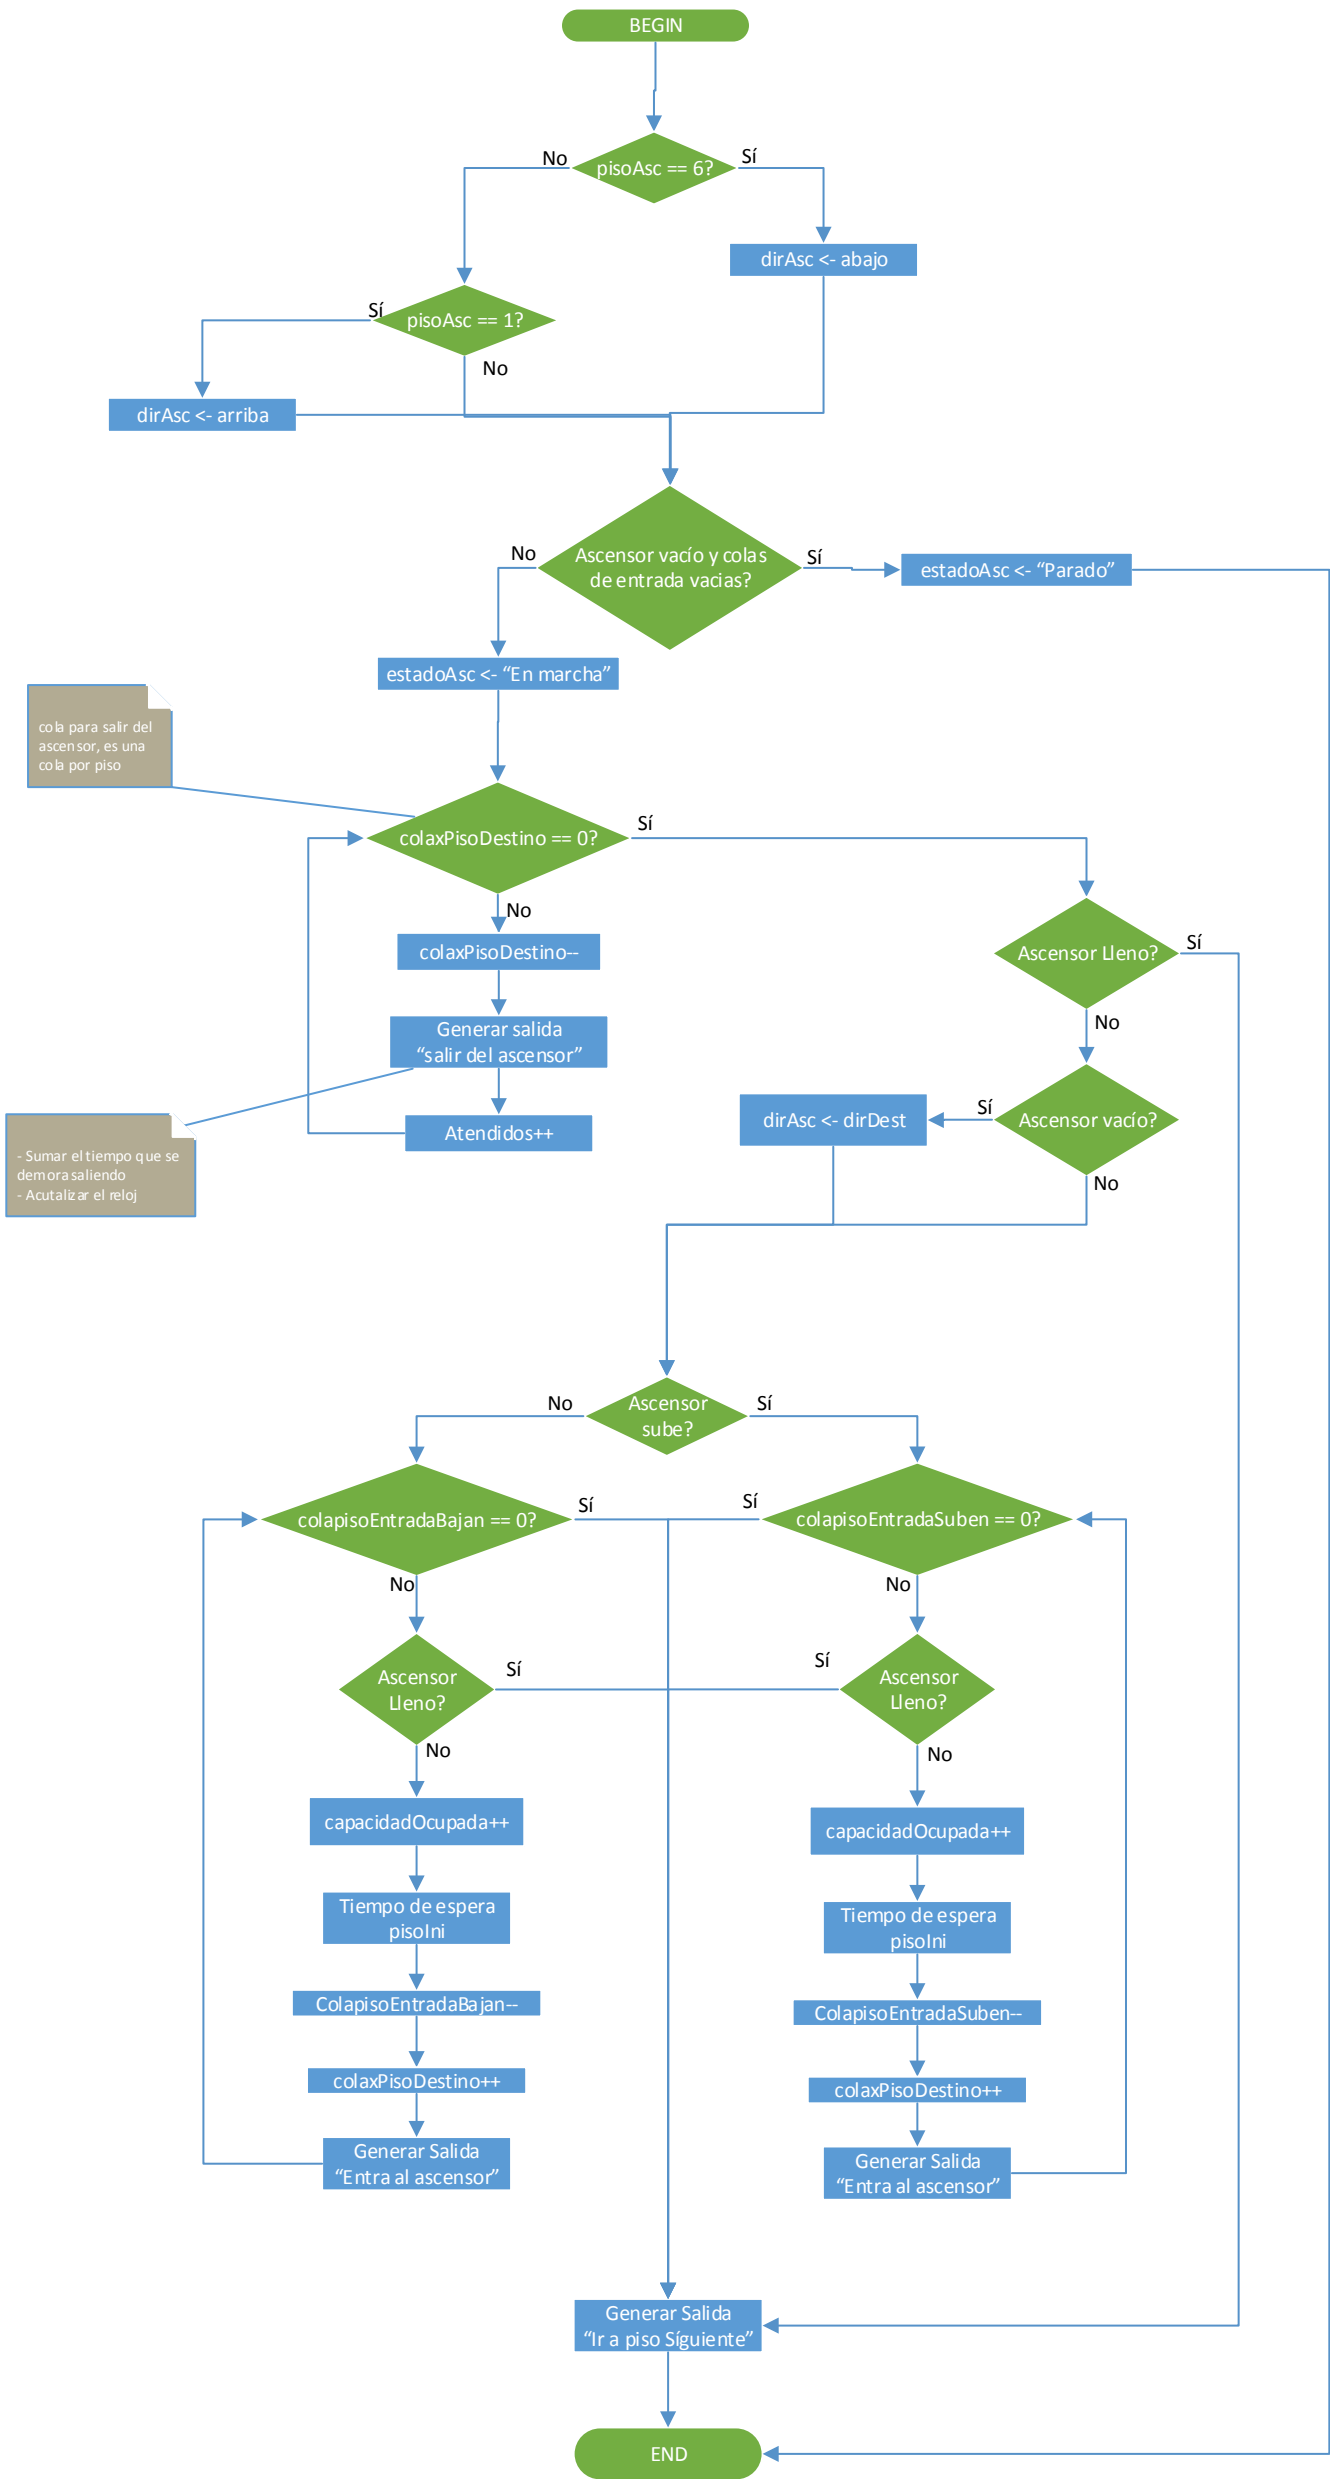 BEGIN
pisoAsc == 6?
No
Sí
dirAsc <- abajo
pisoAsc == 1?
Sí
No
dirAsc <- arriba
Ascensor vacío y colas
de entrada vacias?
No
Sí
estadoAsc <- “Parado”
estadoAsc <- “En marcha”
cola para salir del
ascensor, es una
cola por piso
colaxPisoDestino == 0?
Sí
No
colaxPisoDestino--
Generar salida
“salir del ascensor”
Atendidos++
- Sumar el tiempo que se
demora saliendo
- Acutalizar el reloj
Ascensor Lleno?
Sí
No
Ascensor vacío?
Sí
No
dirAsc <- dirDest
Ascensor
sube?
No
Sí
colapisoEntradaBajan == 0?
Sí
No
colapisoEntradaSuben == 0?
Sí
No
Ascensor
Lleno?
Sí
No
Ascensor
Lleno?
Sí
No
capacidadOcupada++
Tiempo de espera
pisoIni
ColapisoEntradaBajan--
colaxPisoDestino++
Generar Salida
“Entra al ascensor”
capacidadOcupada++
Tiempo de espera
pisoIni
ColapisoEntradaSuben--
colaxPisoDestino++
Generar Salida
“Entra al ascensor”
Generar Salida
“Ir a piso Síguiente”
END